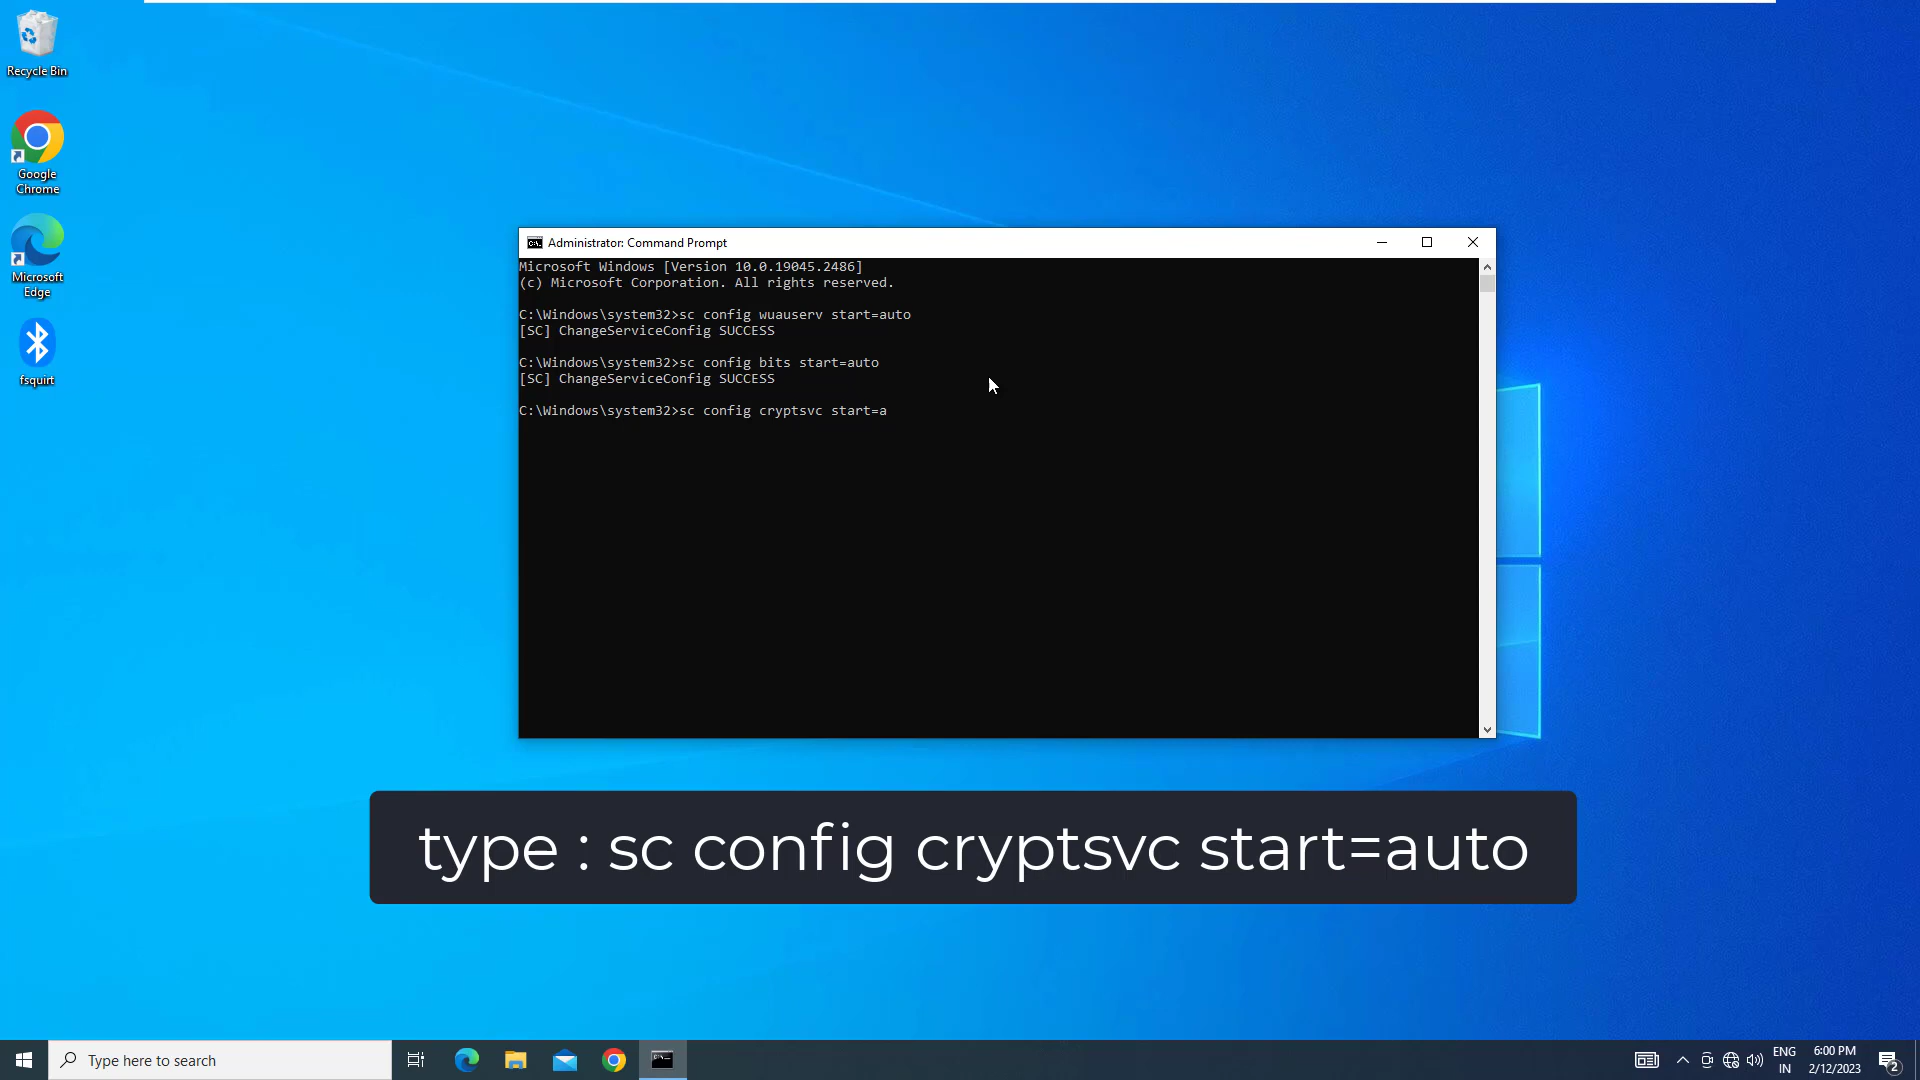 Recycle Bin
Google
Chrome
Microsoft
Edge
fsquirt
Administrator: Command Prompt
Microsoft Windows [Version 10.0.19045.2486]
(c) Microsoft Corporation. All rights reserved.
C:\Windows\system32>sc config wuauserv start=auto
[SC] ChangeServiceConfig SUCCESS
C:\Windows\system32>sc config bits start=auto
[SC] ChangeServiceConfig SUCCESS
C:\Windows\system32>sc config cryptsvc start=a
type : sc config cryptsvc start=auto
Type here to search
ENG
IN
6:00 PM
2/12/2023
2